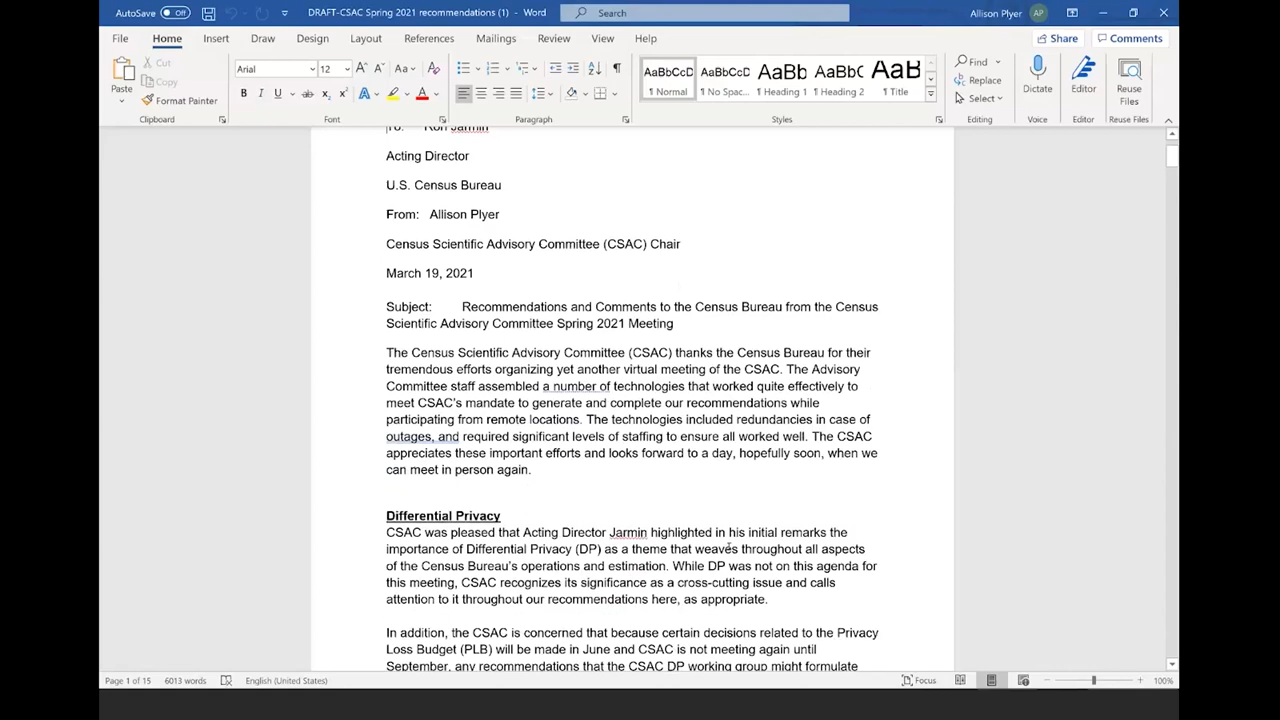 AutoSave Off DRAFT-CSAC Spring 2021 recommendations (1) - Word Search Allison Plyer AP
File Home Insert Draw Design Layout References Mailings Review View Help Share Comments
Paste Cut Copy Format Painter Clipboard
Arial 12 Font
Paragraph
AaBbCcD ¶ Normal AaBbCcD ¶ No Spac... AaBb ¶ Heading 1 AaBbC ¶ Heading 2 AaB ¶ Title Styles
Find Replace Select Editing
Dictate Voice
Editor Editor
Reuse Files Reuse Files
To: Ron Jarmin
Acting Director
U.S. Census Bureau
From: Allison Plyer
Census Scientific Advisory Committee (CSAC) Chair
March 19, 2021
Subject: Recommendations and Comments to the Census Bureau from the Census
Scientific Advisory Committee Spring 2021 Meeting
The Census Scientific Advisory Committee (CSAC) thanks the Census Bureau for their
tremendous efforts organizing yet another virtual meeting of the CSAC. The Advisory
Committee staff assembled a number of technologies that worked quite effectively to
meet CSAC's mandate to generate and complete our recommendations while
participating from remote locations. The technologies included redundancies in case of
outages, and required significant levels of staffing to ensure all worked well. The CSAC
appreciates these important efforts and looks forward to a day, hopefully soon, when we
can meet in person again.
Differential Privacy
CSAC was pleased that Acting Director Jarmin highlighted in his initial remarks the
importance of Differential Privacy (DP) as a theme that weaves throughout all aspects
of the Census Bureau's operations and estimation. While DP was not on this agenda for
this meeting, CSAC recognizes its significance as a cross-cutting issue and calls
attention to it throughout our recommendations here, as appropriate.
In addition, the CSAC is concerned that because certain decisions related to the Privacy
Loss Budget (PLB) will be made in June and CSAC is not meeting again until
September, any recommendations that the CSAC DP working group might formulate
Page 1 of 15 6013 words English (United States) Focus 100%